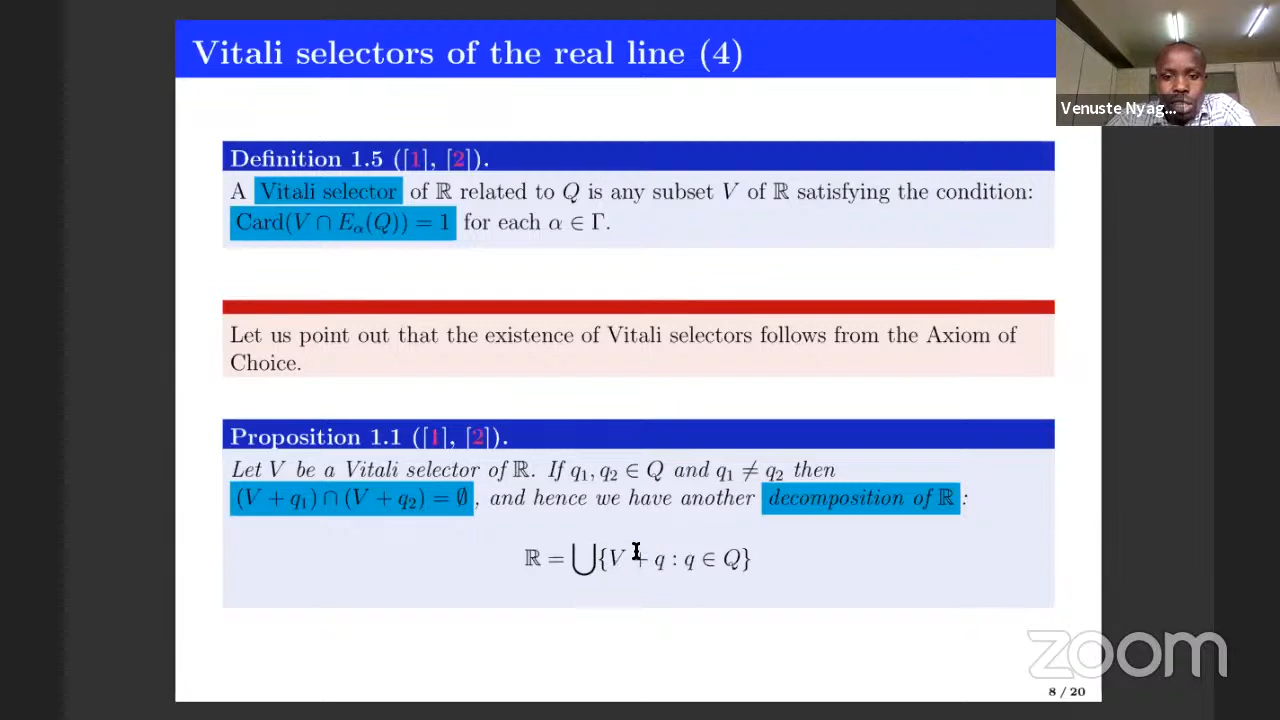 Vitali selectors of the real line (4)
Venuste Nyag...
Definition 1.5 ([1], [2]).
A Vitali selector of ℝ related to Q is any subset V of ℝ satisfying the condition:
Card(V ∩ E_α(Q)) = 1 for each α ∈ Γ.
Let us point out that the existence of Vitali selectors follows from the Axiom of
Choice.
Proposition 1.1 ([1], [2]).
Let V be a Vitali selector of ℝ. If q₁, q₂ ∈ Q and q₁ ≠ q₂ then
(V + q₁) ∩ (V + q₂) = ∅, and hence we have another decomposition of ℝ:
ℝ = ⋃{V + q : q ∈ Q}
zoom
8 / 20